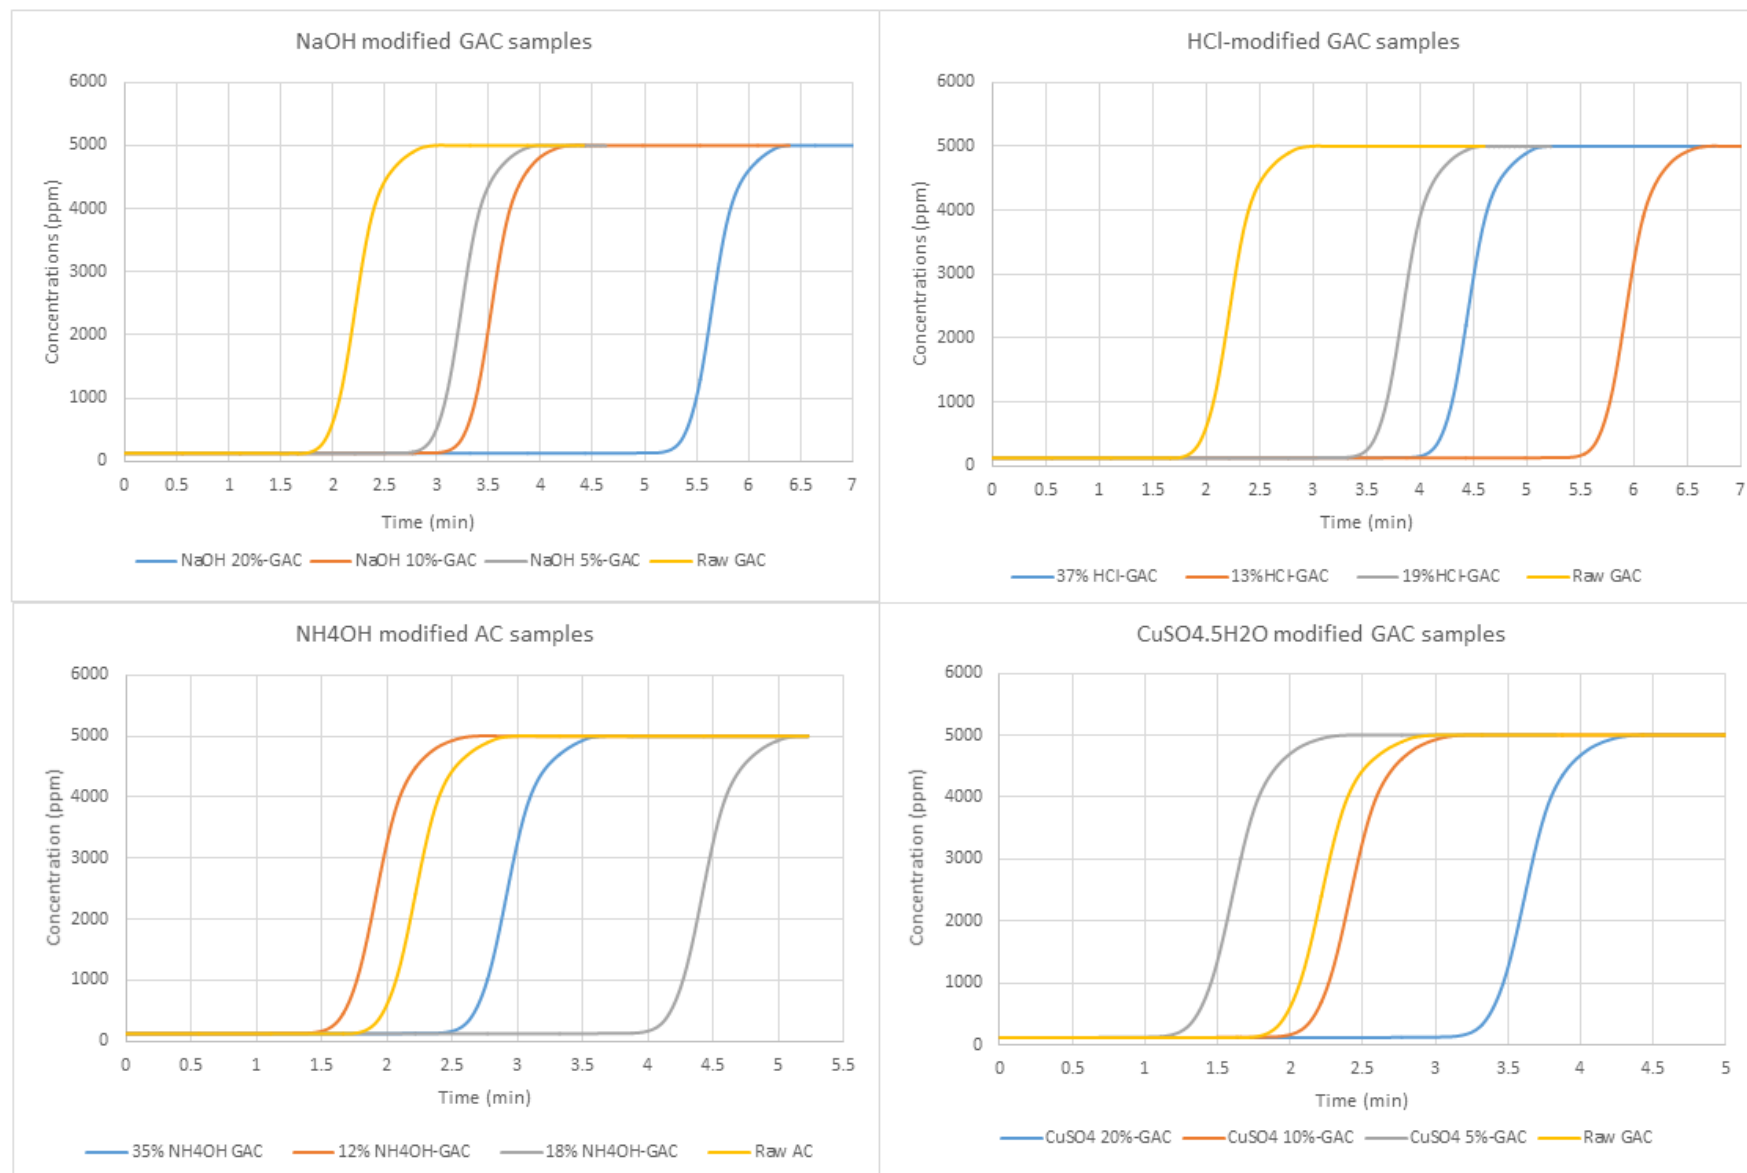 NaOH modified GAC samples
6000
5000
4000
3000
2000
1000
0
Concentrations (ppm)
0 0.5 1 1.5 2 2.5 3 3.5 4 4.5 5 5.5 6 6.5 7
Time (min)
NaOH 20%-GAC NaOH 10%-GAC NaOH 5%-GAC Raw GAC
HCl-modified GAC samples
6000
5000
4000
3000
2000
1000
0
Concentrations (ppm)
0 0.5 1 1.5 2 2.5 3 3.5 4 4.5 5 5.5 6 6.5 7
Time (min)
37% HCl-GAC 13%HCl-GAC 19%HCl-GAC Raw GAC
NH4OH modified AC samples
6000
5000
4000
3000
2000
1000
0
Concentration (ppm)
0 0.5 1 1.5 2 2.5 3 3.5 4 4.5 5 5.5
Time (min)
35% NH4OH GAC 12% NH4OH-GAC 18% NH4OH-GAC Raw AC
CuSO4.5H2O modified GAC samples
6000
5000
4000
3000
2000
1000
0
Concentration (ppm)
0 0.5 1 1.5 2 2.5 3 3.5 4 4.5 5
Time (min)
CuSO4 20%-GAC CuSO4 10%-GAC CuSO4 5%-GAC Raw GAC